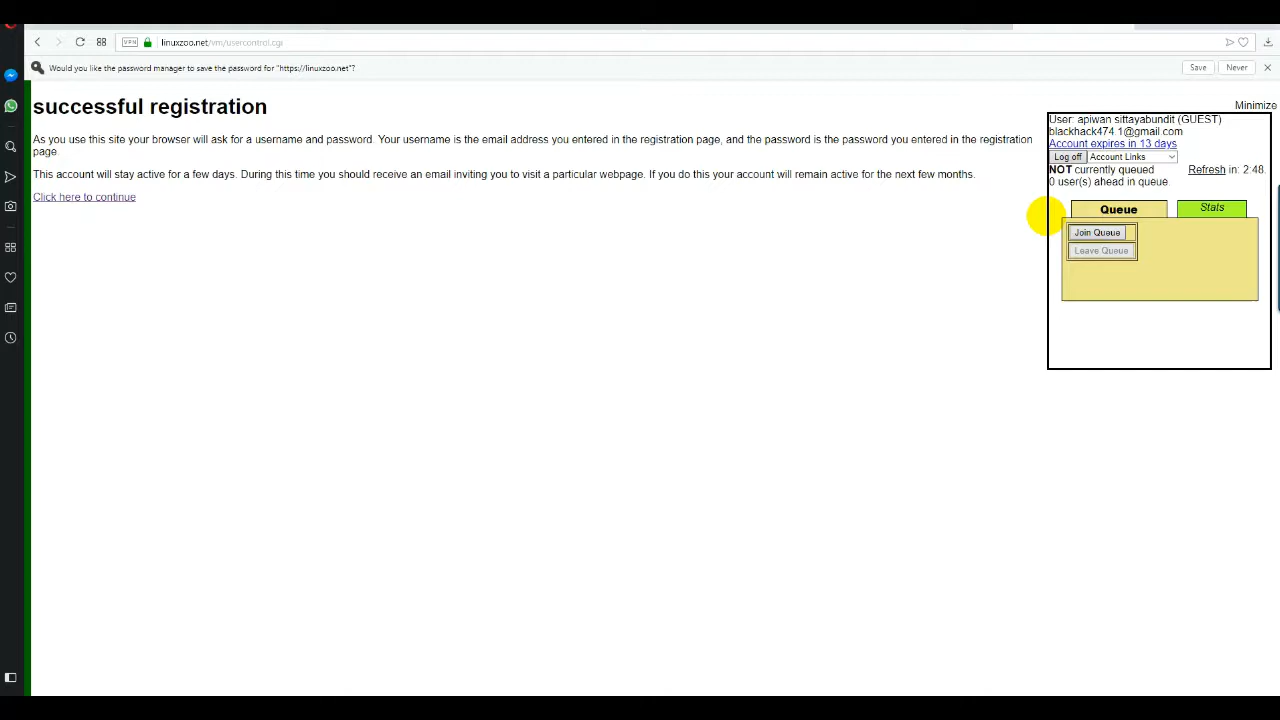 VPN
linuxzoo.net/vm/usercontrol.cgi
Would you like the password manager to save the password for "https://linuxzoo.net"?
Save
Never
successful registration
As you use this site your browser will ask for a username and password. Your username is the email address you entered in the registration page, and the password is the password you entered in the registration
page.
This account will stay active for a few days. During this time you should receive an email inviting you to visit a particular webpage. If you do this your account will remain active for the next few months.
Click here to continue
Minimize
User: apiwan sittayabundit (GUEST)
blackhack474.1@gmail.com
Account expires in 13 days
Log off Account Links
NOT currently queued Refresh in: 2:48.
0 user(s) ahead in queue.
Queue Stats
Join Queue
Leave Queue